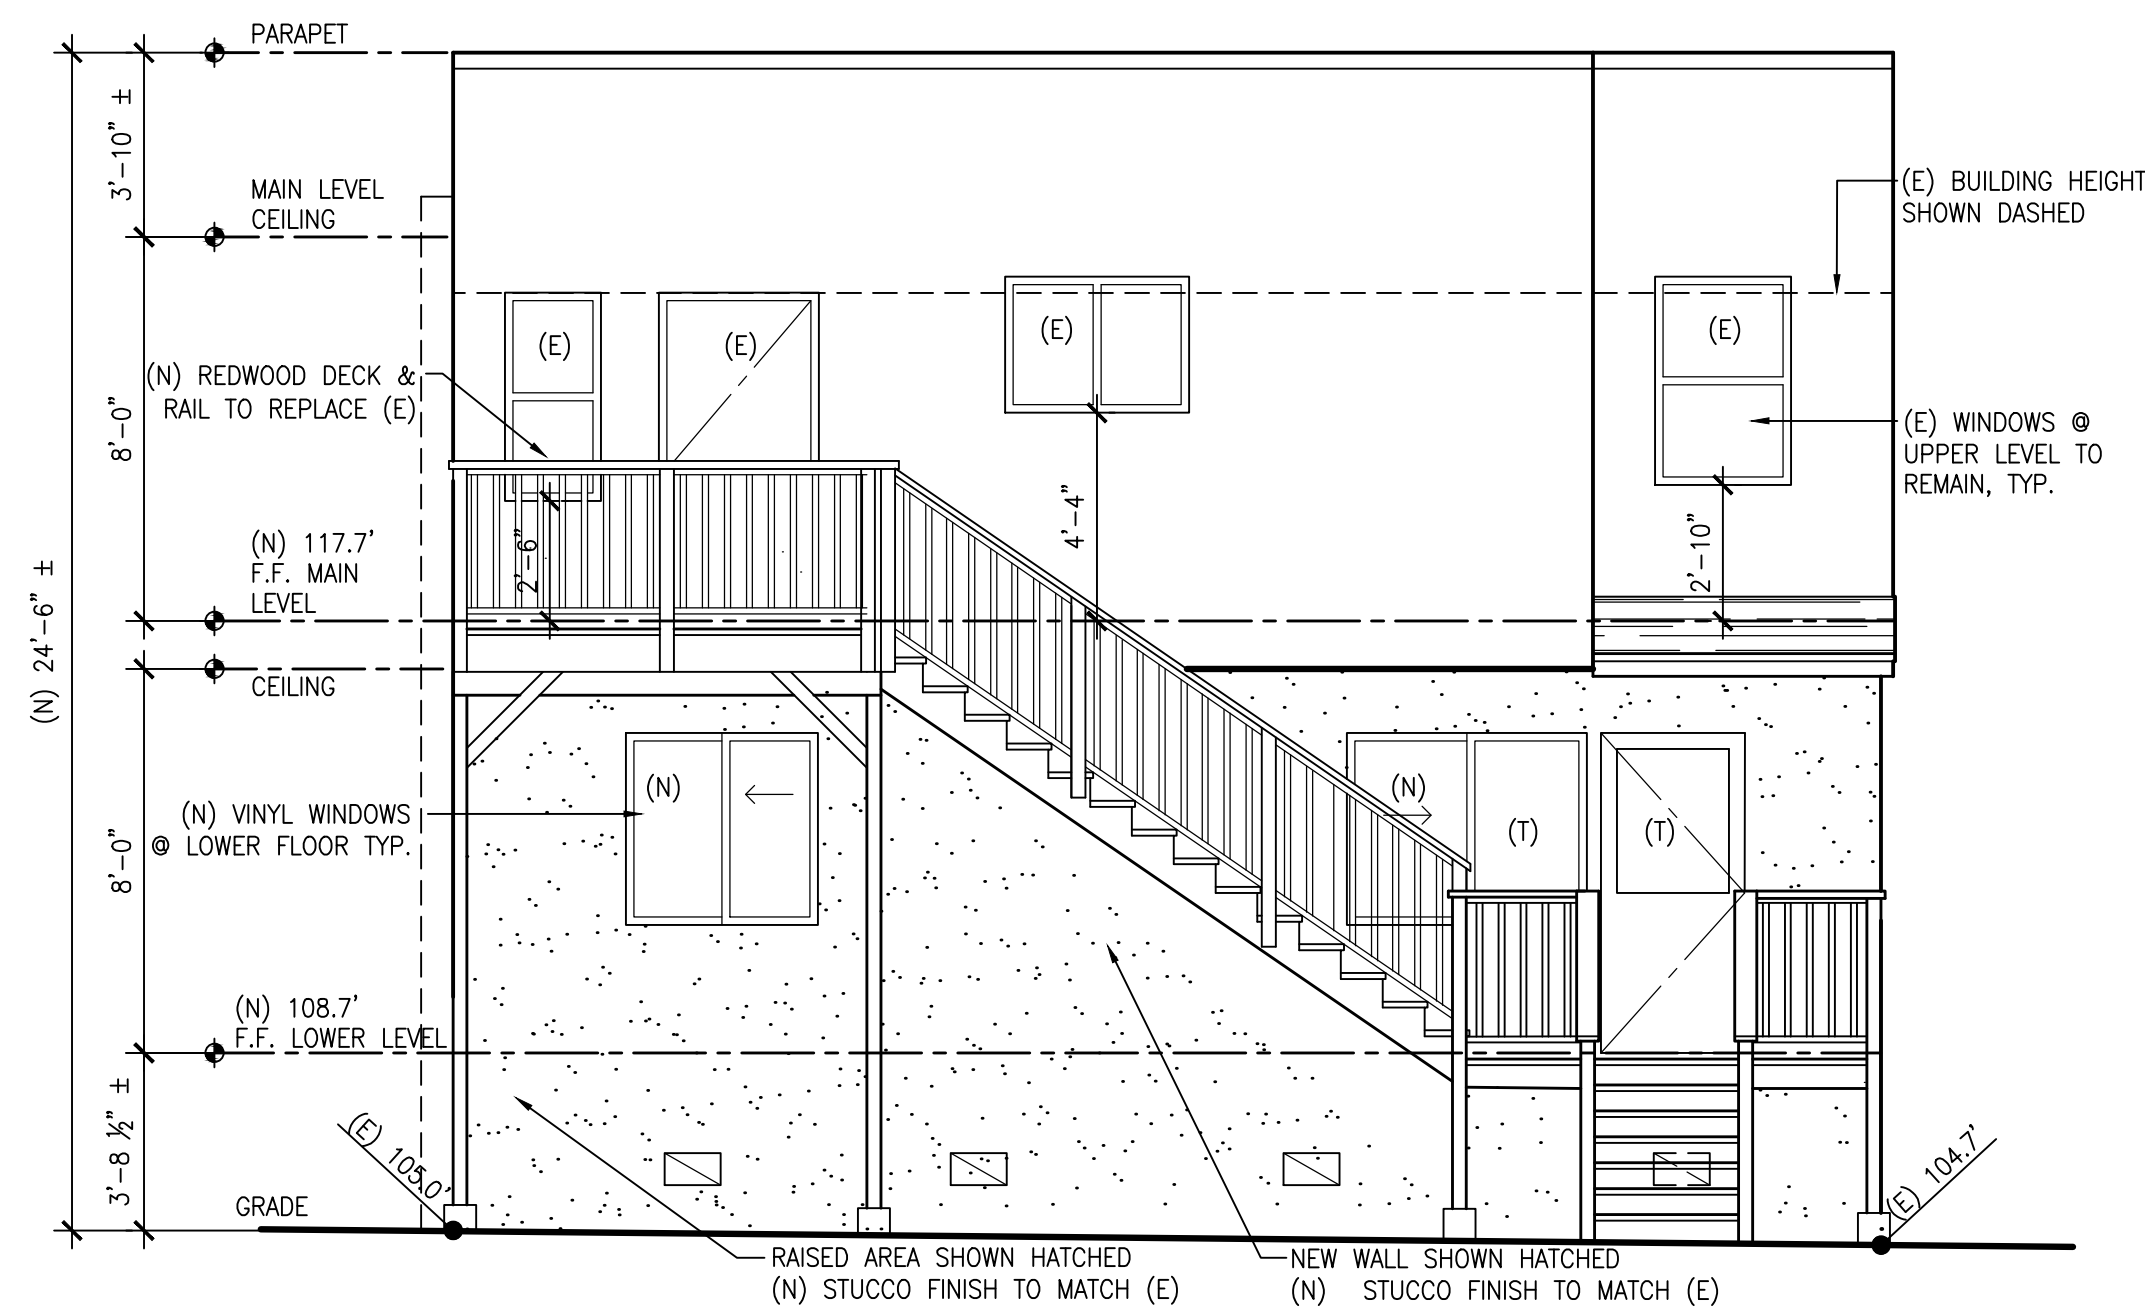 PARAPET
3'-10" ±
MAIN LEVEL
CEILING
(E) BUILDING HEIGHT
SHOWN DASHED
(E)
(E)
(E)
(E)
(N) REDWOOD DECK &
RAIL TO REPLACE (E)
8'-0"
(E) WINDOWS @
UPPER LEVEL TO
REMAIN, TYP.
2'-6"
4'-4"
2'-10"
(N) 117.7'
F.F. MAIN
LEVEL
(N) 24'-6" ±
CEILING
(N)
(N)
(T)
(T)
(N) VINYL WINDOWS
@ LOWER FLOOR TYP.
8'-0"
(N) 108.7'
F.F. LOWER LEVEL
3'-8 ½" ±
(E) 105.0'
(E) 104.7'
GRADE
RAISED AREA SHOWN HATCHED
(N) STUCCO FINISH TO MATCH (E)
NEW WALL SHOWN HATCHED
(N) STUCCO FINISH TO MATCH (E)